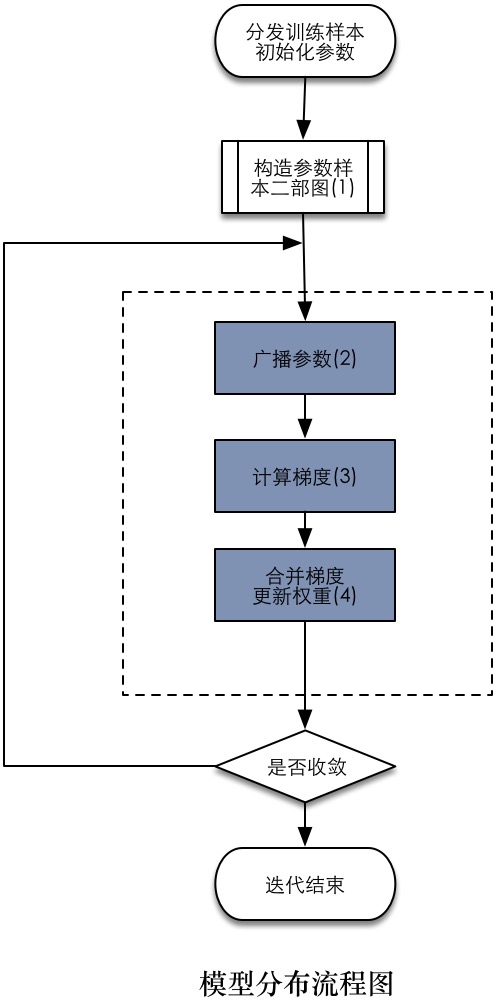 分发训练样本
初始化参数
构造参数样
本二部图(1)
广播参数(2)
计算梯度(3)
合并梯度
更新权重(4)
是否收敛
迭代结束
模型分布流程图